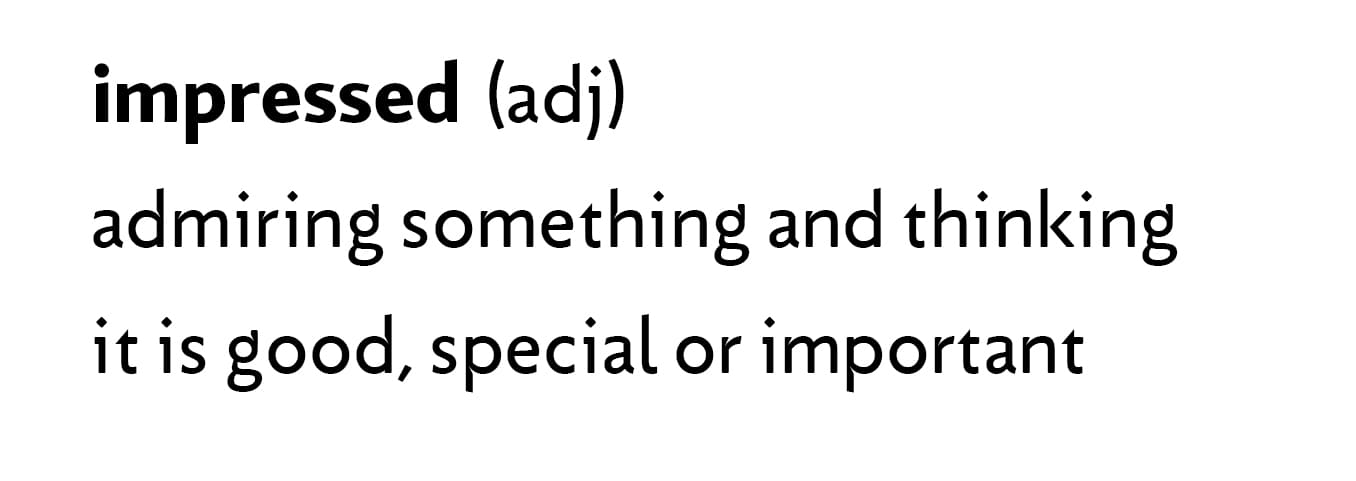 impressed (adj)
admiring something and thinking
it is good, special or important